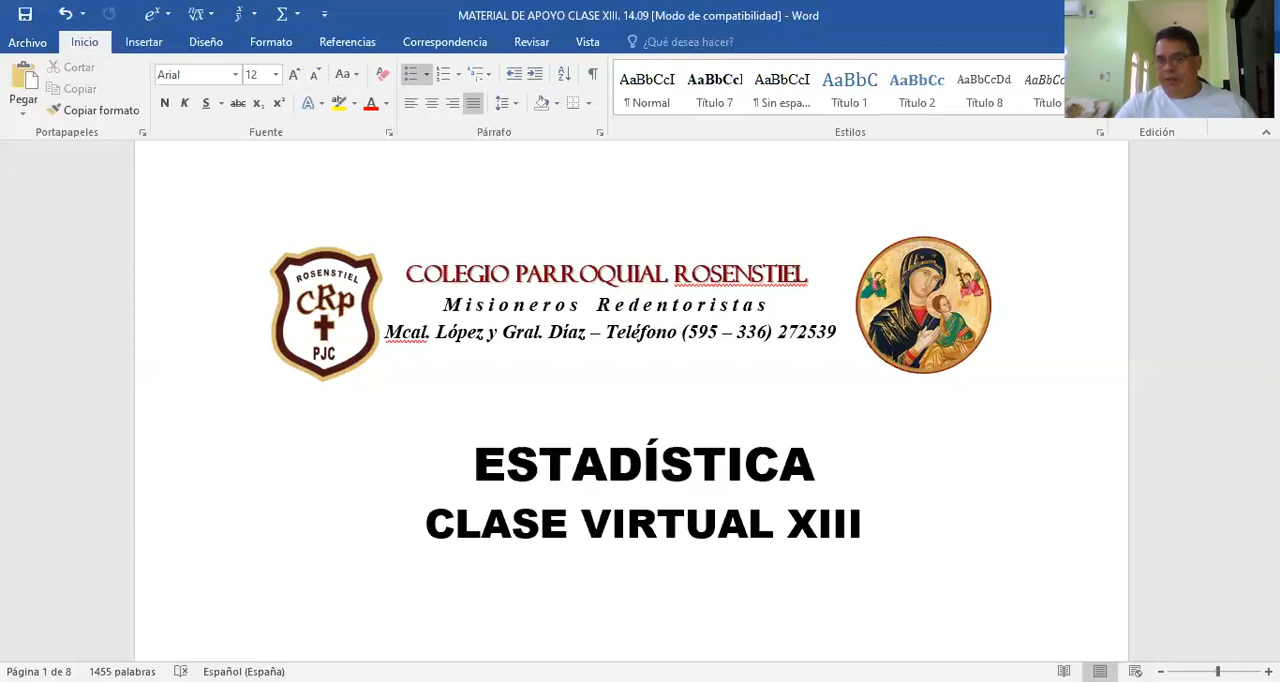 MATERIAL DE APOYO CLASE XIII. 14.09 [Modo de compatibilidad] - Word
Archivo Inicio Insertar Diseño Formato Referencias Correspondencia Revisar Vista ¿Qué desea hacer?
Pegar
Cortar
Copiar
Copiar formato
Portapapeles
Arial 12 Aa
N K S abc x₂ x²
Fuente
Párrafo
AaBbCcI AaBbCcI AaBbCcI AaBbC AaBbCc AaBbCcDd
¶ Normal Título 7 ¶ Sin espa... Título 1 Título 2 Título 8
Estilos
Edición
ROSENSTIEL
CRP
PJC
COLEGIO PARROQUIAL ROSENSTIEL
Misioneros Redentoristas
Mcal. López y Gral. Díaz – Teléfono (595 – 336) 272539
ESTADÍSTICA
CLASE VIRTUAL XIII
Página 1 de 8 1455 palabras Español (España)